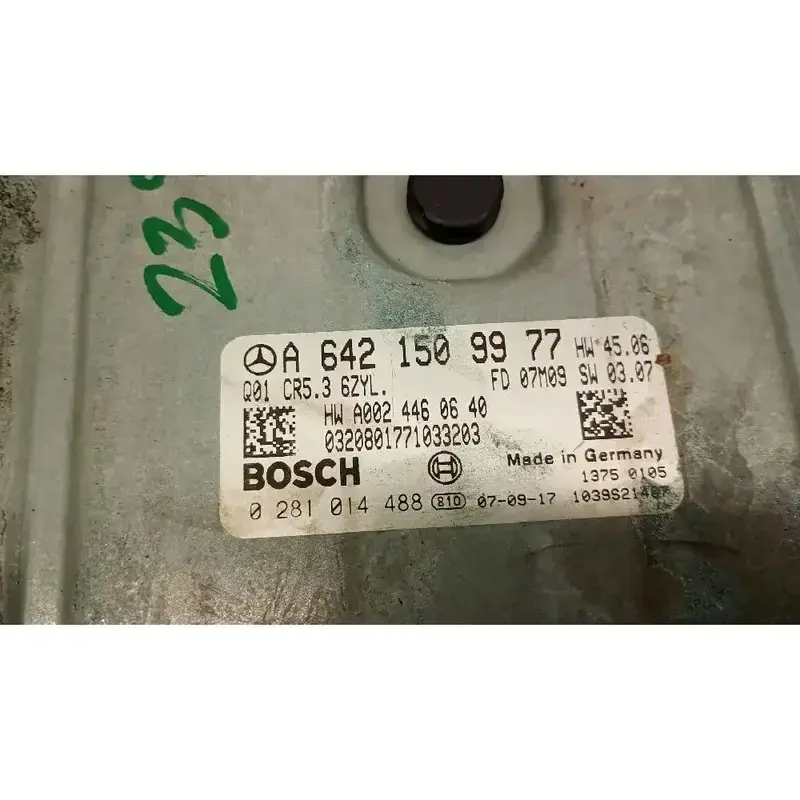 239
A 642 150 99 77 HW 45.06
Q01 CR5.3 6ZYL. FD 07M09 SW 03.07
HW A002 446 06 40
0320801771033203
BOSCH Made in Germany
1375 0105
0 281 014 488 810 07-09-17